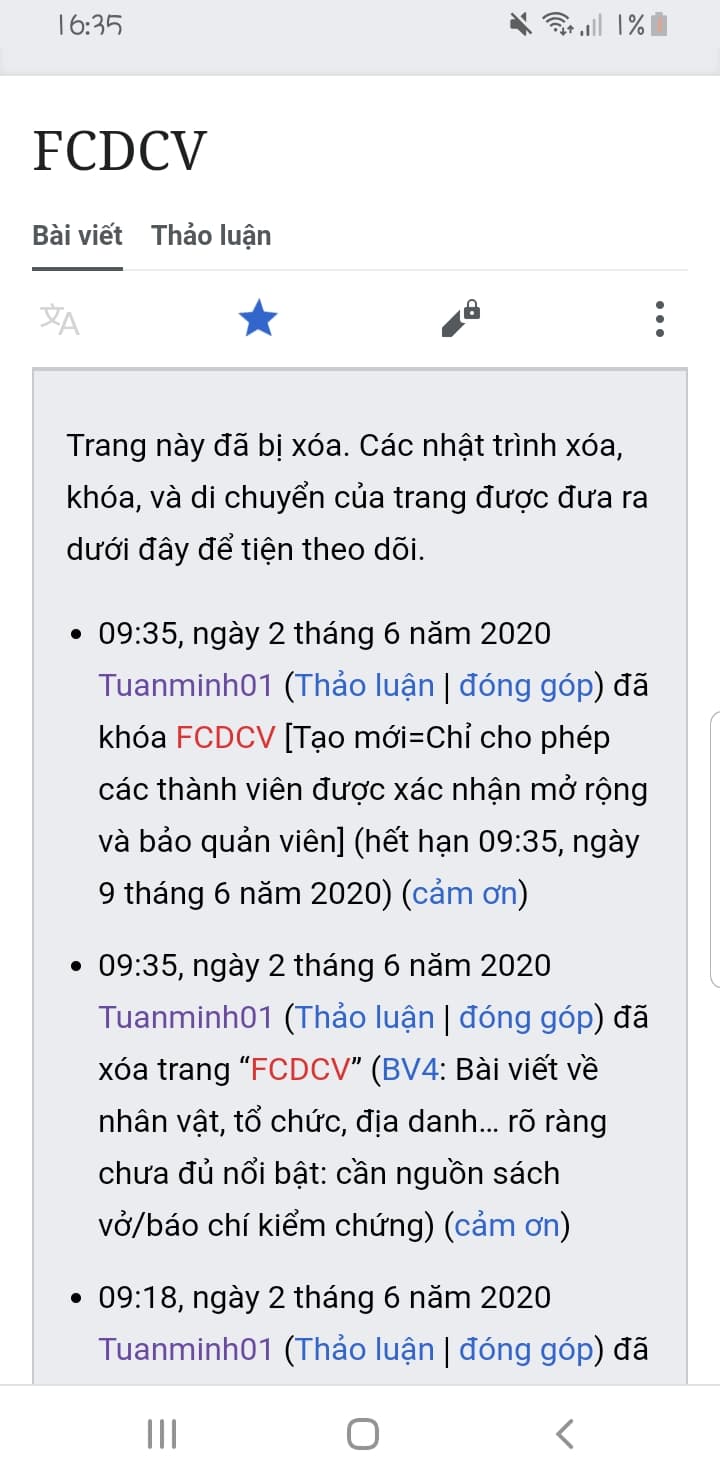 16:35
1%
FCDCV
Bài viết Thảo luận
Trang này đã bị xóa. Các nhật trình xóa,
khóa, và di chuyển của trang được đưa ra
dưới đây để tiện theo dõi.
• 09:35, ngày 2 tháng 6 năm 2020
Tuanminh01 (Thảo luận | đóng góp) đã
khóa FCDCV [Tạo mới=Chỉ cho phép
các thành viên được xác nhận mở rộng
và bảo quản viên] (hết hạn 09:35, ngày
9 tháng 6 năm 2020) (cảm ơn)
• 09:35, ngày 2 tháng 6 năm 2020
Tuanminh01 (Thảo luận | đóng góp) đã
xóa trang “FCDCV” (BV4: Bài viết về
nhân vật, tổ chức, địa danh… rõ ràng
chưa đủ nổi bật: cần nguồn sách
vở/báo chí kiểm chứng) (cảm ơn)
• 09:18, ngày 2 tháng 6 năm 2020
Tuanminh01 (Thảo luận | đóng góp) đã